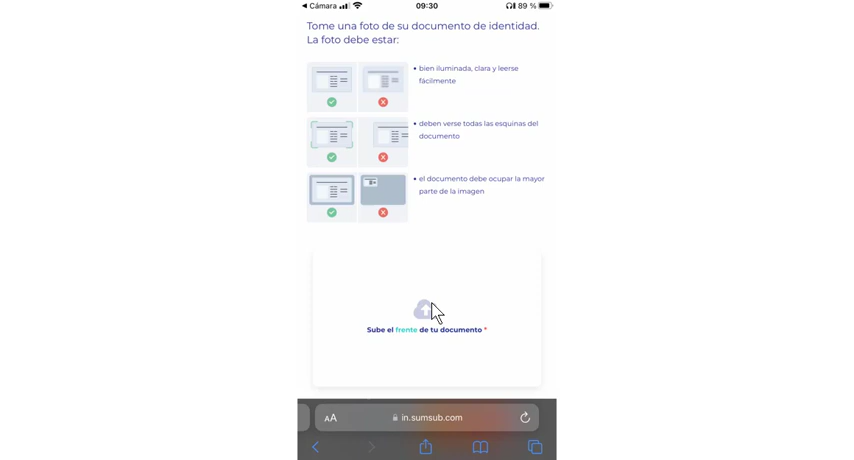 ◀ Cámara 09:30 89 %
Tome una foto de su documento de identidad.
La foto debe estar:
• bien iluminada, clara y leerse
fácilmente
• deben verse todas las esquinas del
documento
• el documento debe ocupar la mayor
parte de la imagen
Sube el frente de tu documento *
AA in.sumsub.com